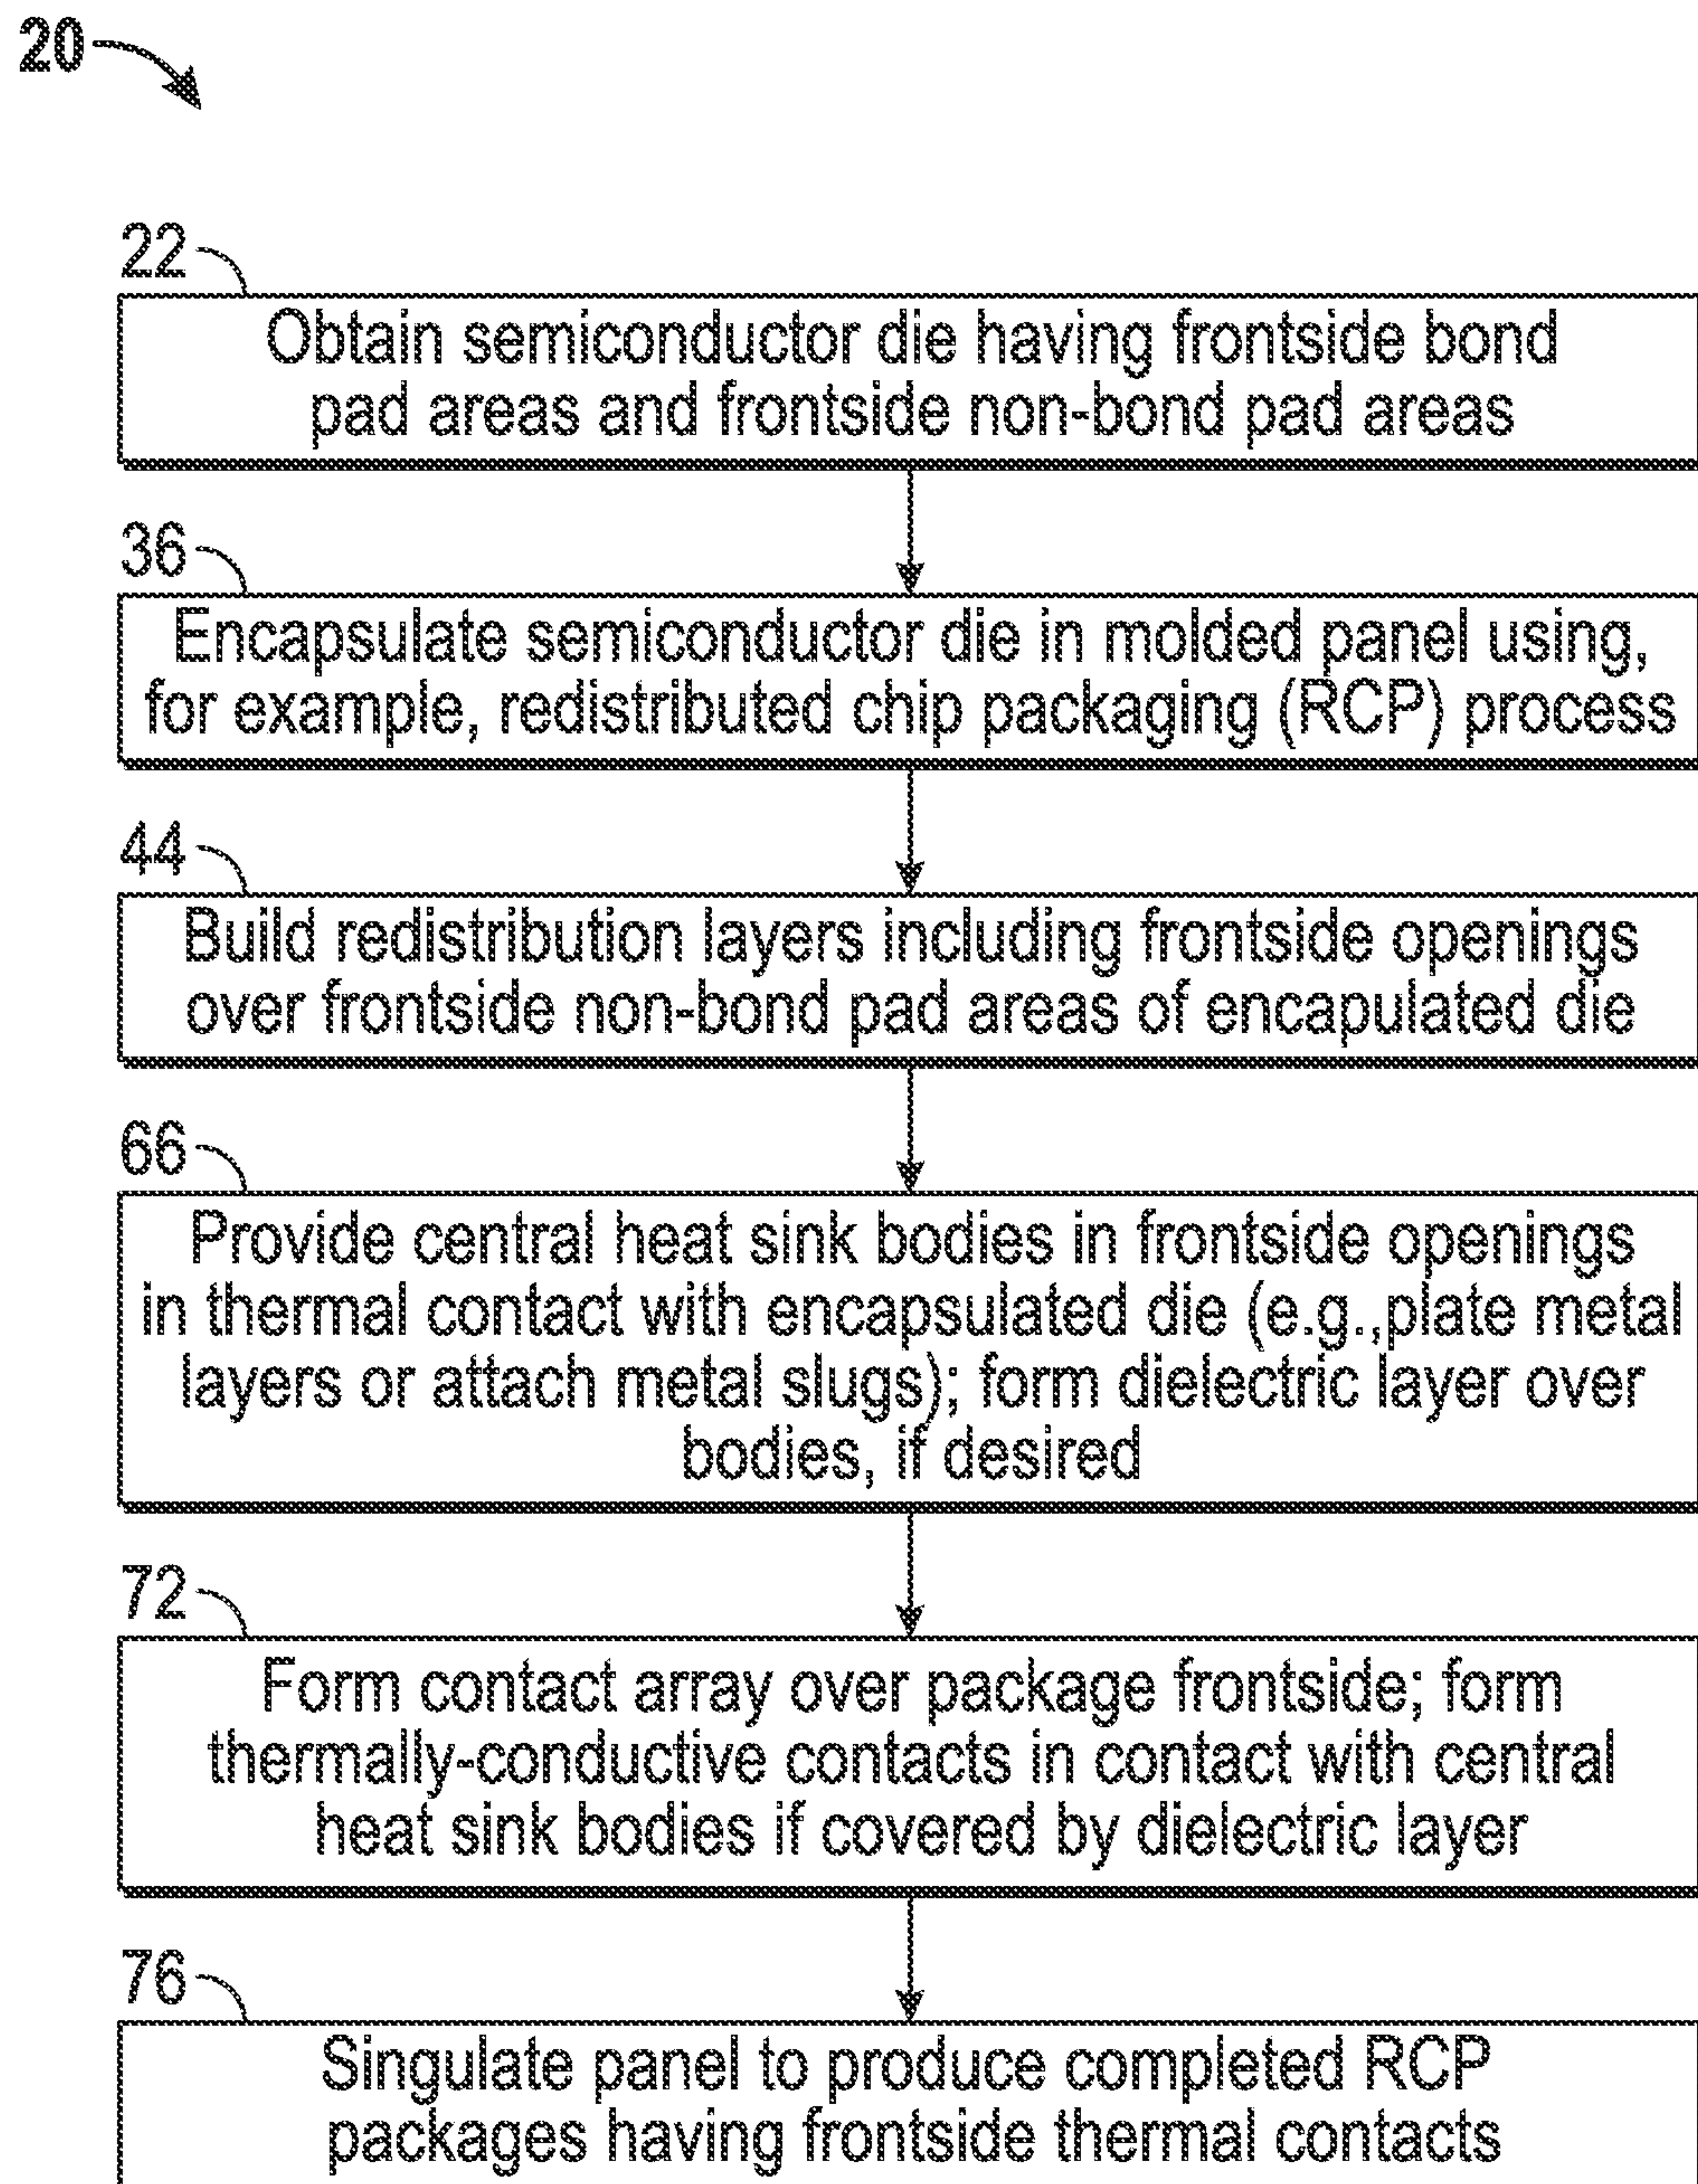 20
22
Obtain semiconductor die having frontside bond
pad areas and frontside non-bond pad areas
36
Encapsulate semiconductor die in molded panel using,
for example, redistributed chip packaging (RCP) process
44
Build redistribution layers including frontside openings
over frontside non-bond pad areas of encapulated die
66
Provide central heat sink bodies in frontside openings
in thermal contact with encapsulated die (e.g.,plate metal
layers or attach metal slugs); form dielectric layer over
bodies, if desired
72
Form contact array over package frontside; form
thermally-conductive contacts in contact with central
heat sink bodies if covered by dielectric layer
76
Singulate panel to produce completed RCP
packages having frontside thermal contacts